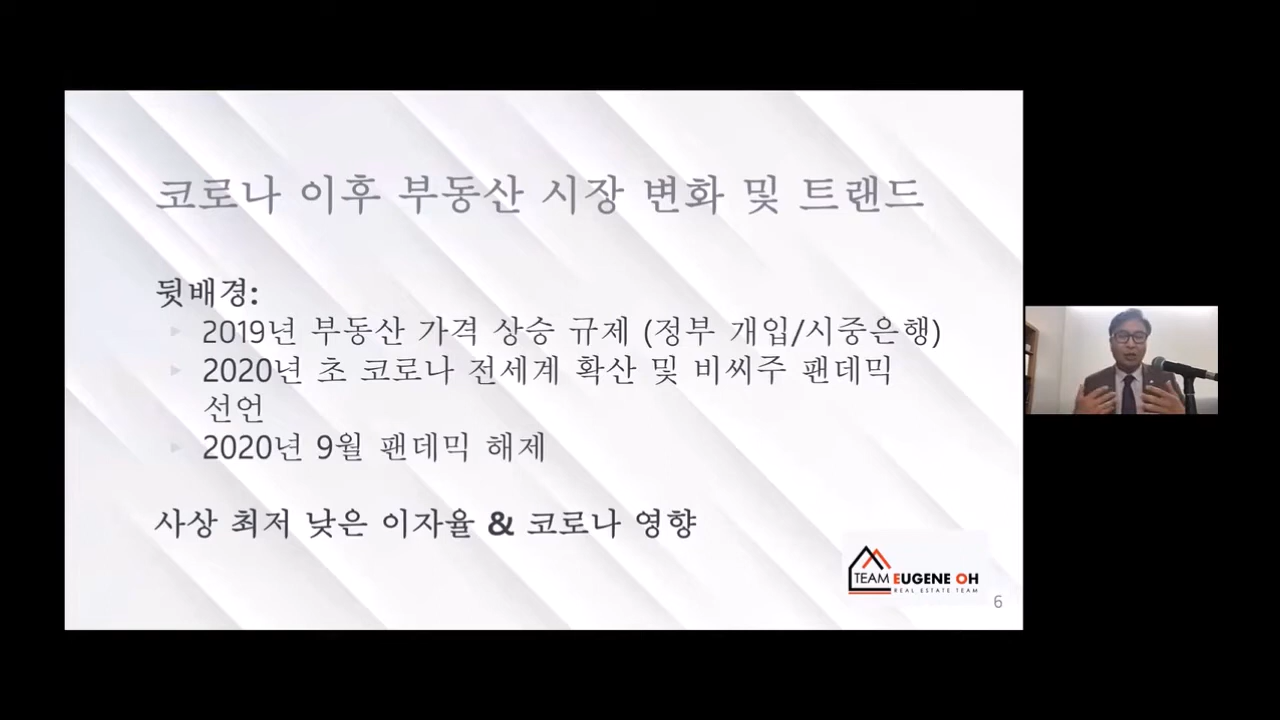 코로나 이후 부동산 시장 변화 및 트랜드
뒷배경:
2019년 부동산 가격 상승 규제 (정부 개입/시중은행)
2020년 초 코로나 전세계 확산 및 비씨주 팬데믹
선언
2020년 9월 팬데믹 해제
사상 최저 낮은 이자율 & 코로나 영향
TEAM EUGENE OH
REAL ESTATE TEAM
6